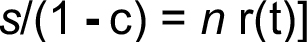 s/(1 - c) = n r(t)]